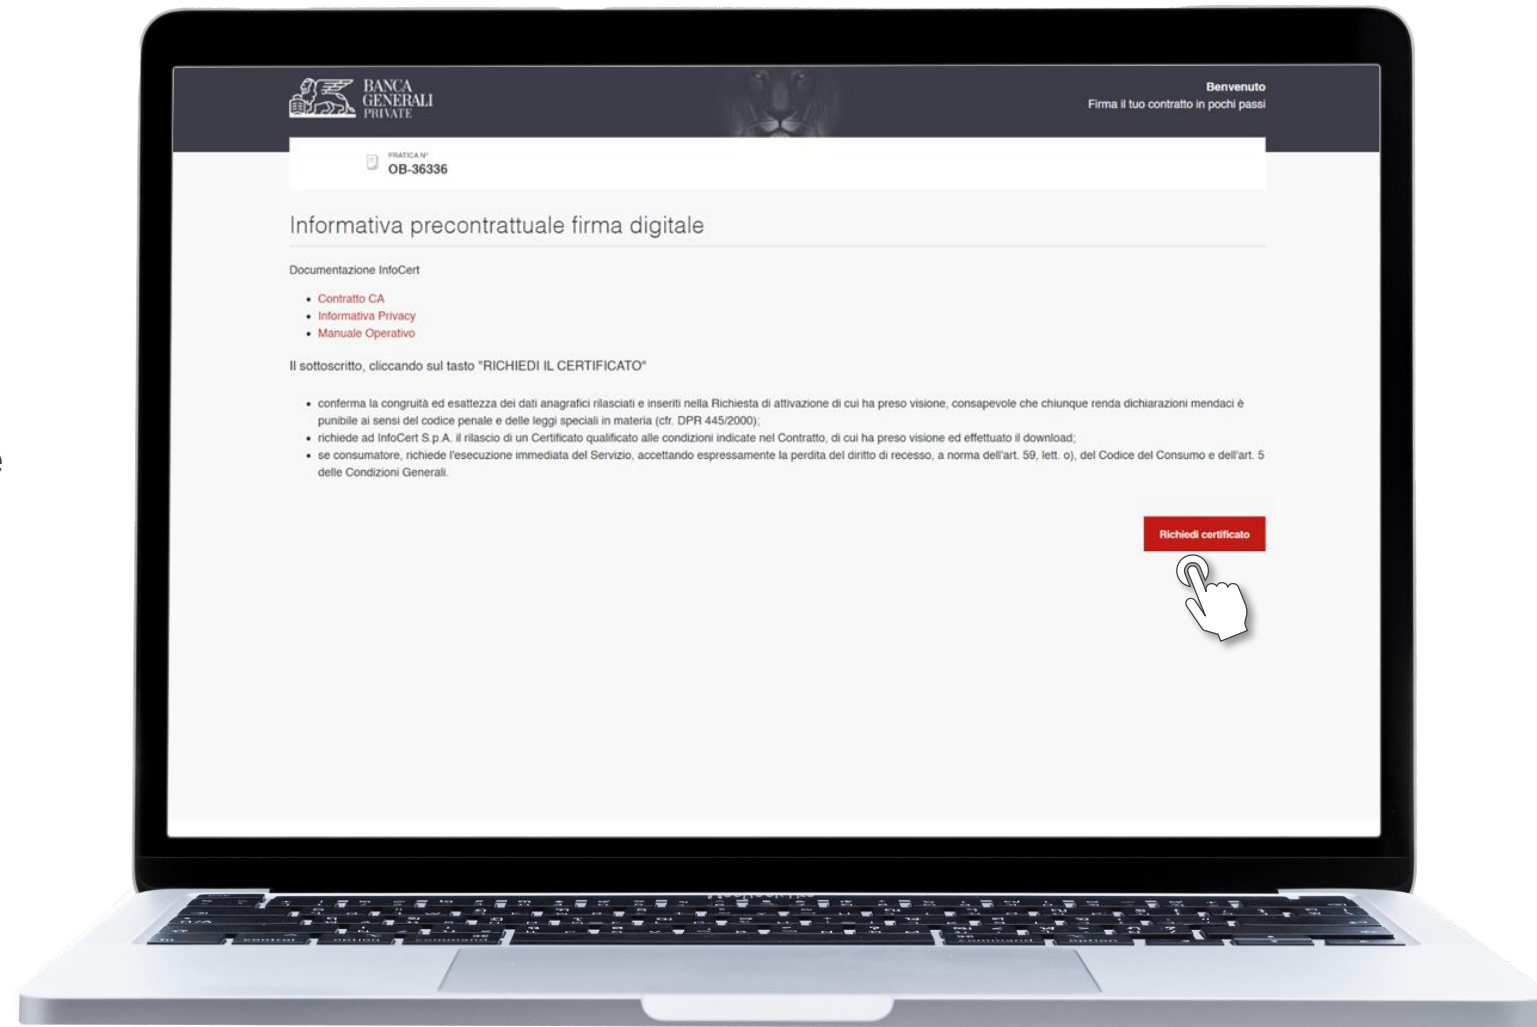 BANCA
GENERALI
PRIVATE
Benvenuto
Firma il tuo contratto in pochi passi
PRATICA N°
OB-36336
Informativa precontrattuale firma digitale
Documentazione InfoCert
• Contratto CA
• Informativa Privacy
• Manuale Operativo
Il sottoscritto, cliccando sul tasto "RICHIEDI IL CERTIFICATO"
• conferma la congruità ed esattezza dei dati anagrafici rilasciati e inseriti nella Richiesta di attivazione di cui ha preso visione, consapevole che chiunque renda dichiarazioni mendaci è
punibile ai sensi del codice penale e delle leggi speciali in materia (cfr. DPR 445/2000);
• richiede ad InfoCert S.p.A. il rilascio di un Certificato qualificato alle condizioni indicate nel Contratto, di cui ha preso visione ed effettuato il download;
• se consumatore, richiede l'esecuzione immediata del Servizio, accettando espressamente la perdita del diritto di recesso, a norma dell'art. 59, lett. o), del Codice del Consumo e dell'art. 5
delle Condizioni Generali.
Richiedi certificato
control option command
command option